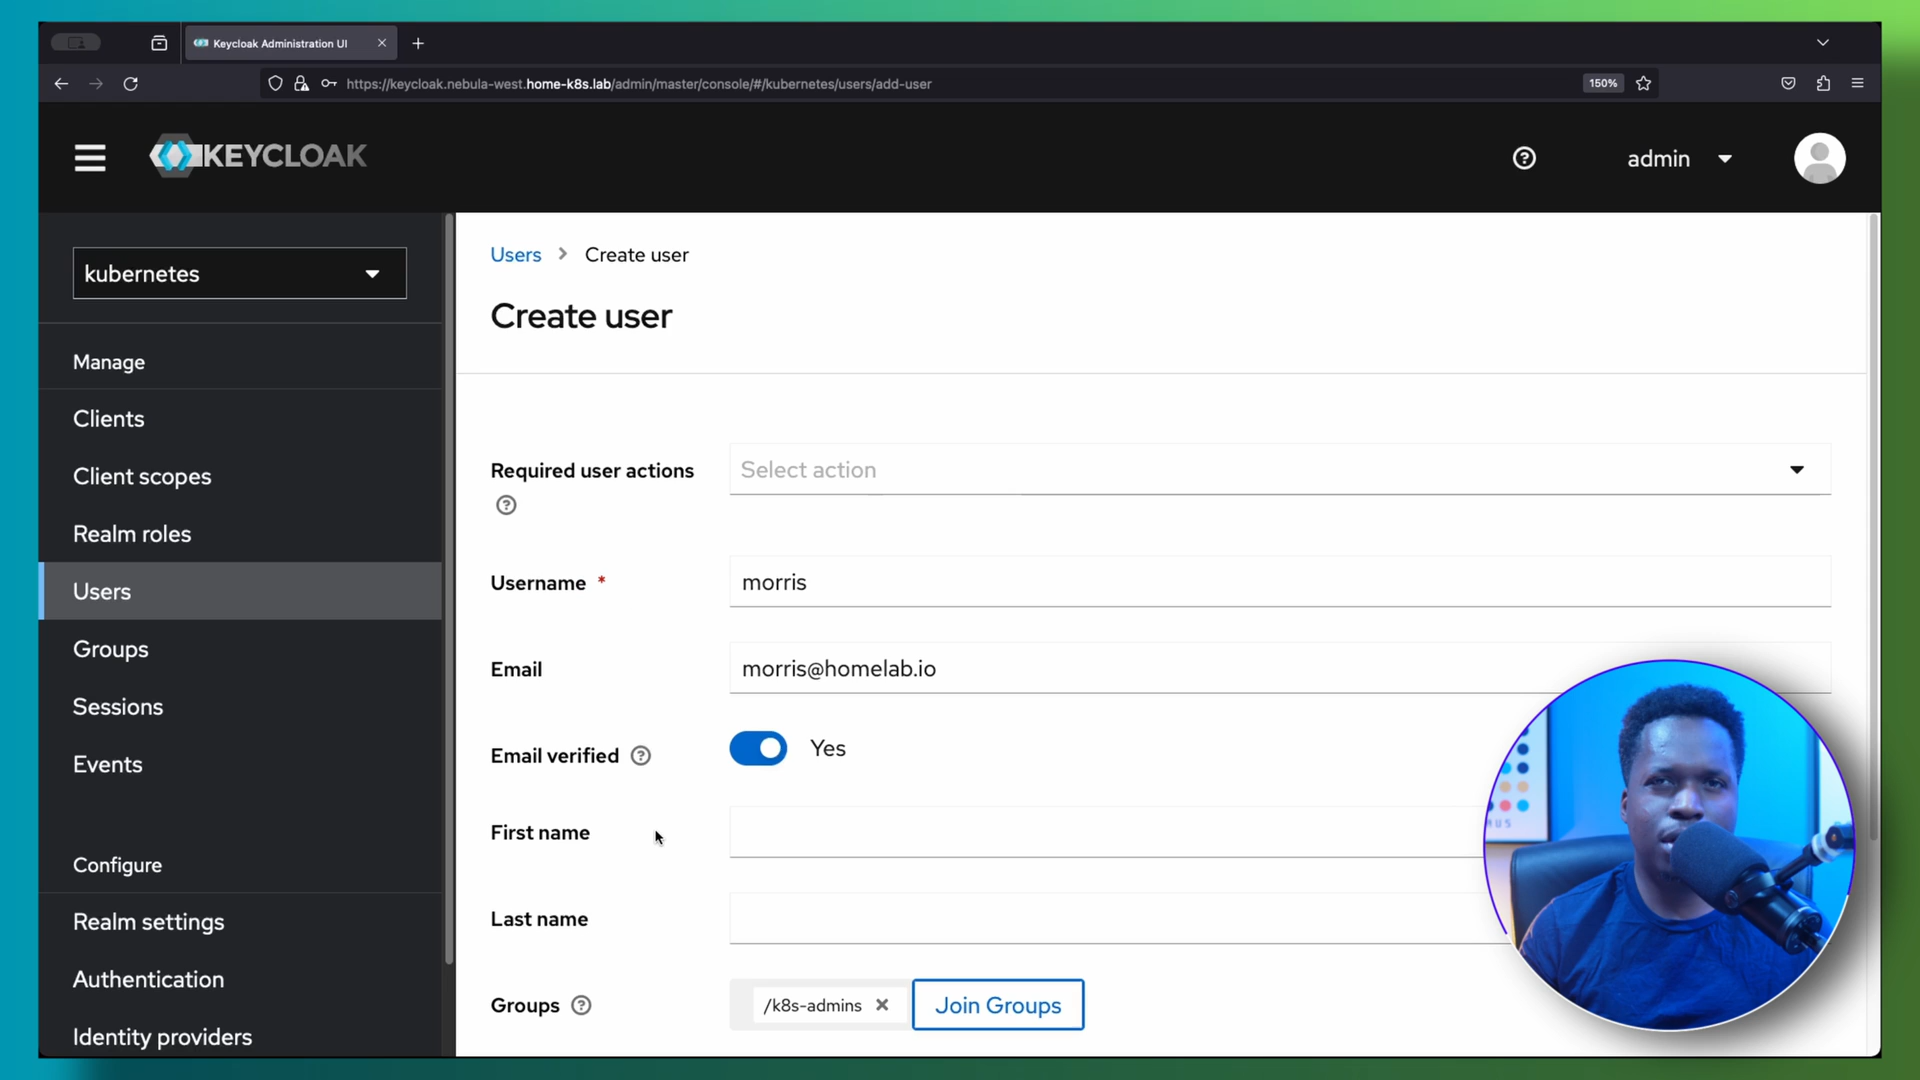 Keycloak Administration UI
https://keycloak.nebula-west.home-k8s.lab/admin/master/console/#/kubernetes/users/add-user
150%
KEYCLOAK
admin
kubernetes
Manage
Clients
Client scopes
Realm roles
Users
Groups
Sessions
Events
Configure
Realm settings
Authentication
Identity providers
Users > Create user
Create user
Required user actions
Select action
Username *
morris
Email
morris@homelab.io
Email verified
Yes
First name
Last name
Groups
/k8s-admins
Join Groups